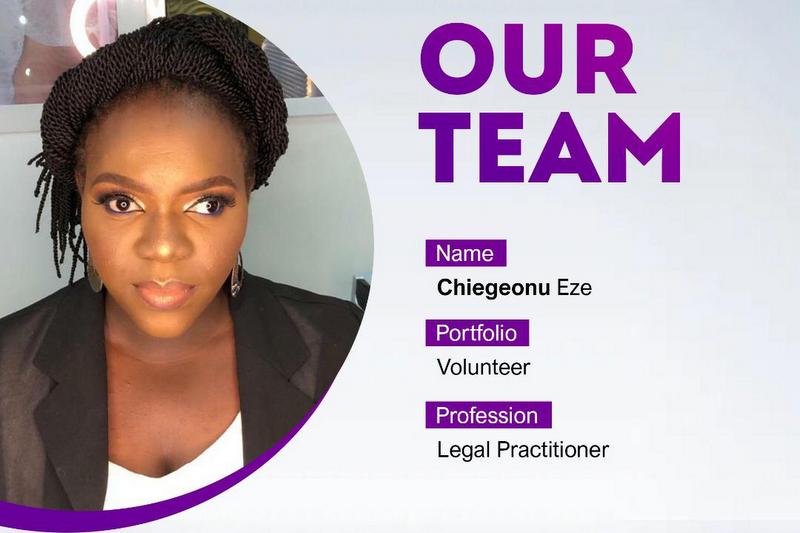 OUR
TEAM
Name
Chiegeonu Eze
Portfolio
Volunteer
Profession
Legal Practitioner